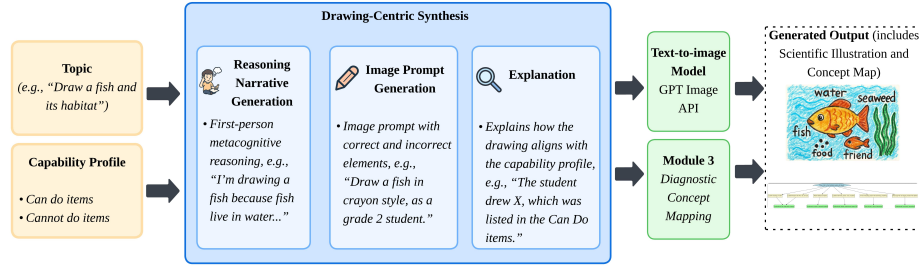 Topic
(e.g., “Draw a fish and
its habitat”)
Capability Profile
• Can do items
• Cannot do items
Drawing-Centric Synthesis
Reasoning
Narrative
Generation
• First-person
metacognitive
reasoning, e.g.,
“I’m drawing a
fish because fish
live in water...”
Image Prompt
Generation
• Image prompt with
correct and incorrect
elements, e.g.,
“Draw a fish in
crayon style, as a
grade 2 student.”
Explanation
• Explains how the
drawing aligns with
the capability profile,
e.g., “The student
drew X, which was
listed in the Can Do
items.”
Text-to-image
Model
GPT Image
API
Module 3
Diagnostic
Concept
Mapping
Generated Output (includes
Scientific Illustration and
Concept Map)
water
seaweed
fish
food
friend